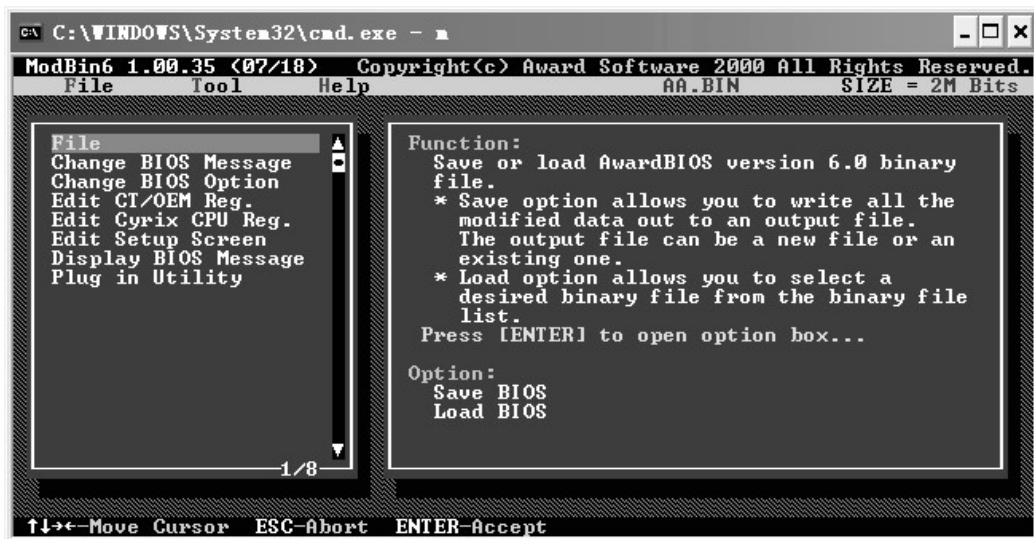 C:\WINDOWS\System32\cmd.exe - m
ModBin6 1.00.35 (07/18) Copyright(c) Award Software 2000 All Rights Reserved.
File Tool Help AA.BIN SIZE = 2M Bits
File
Change BIOS Message
Change BIOS Option
Edit CT/OEM Reg.
Edit Cyrix CPU Reg.
Edit Setup Screen
Display BIOS Message
Plug in Utility
1/8
Function:
Save or load AwardBIOS version 6.0 binary
file.
* Save option allows you to write all the
modified data out to an output file.
The output file can be a new file or an
existing one.
* Load option allows you to select a
desired binary file from the binary file
list.
Press [ENTER] to open option box...
Option:
Save BIOS
Load BIOS
↑↓→←-Move Cursor ESC-Abort ENTER-Accept